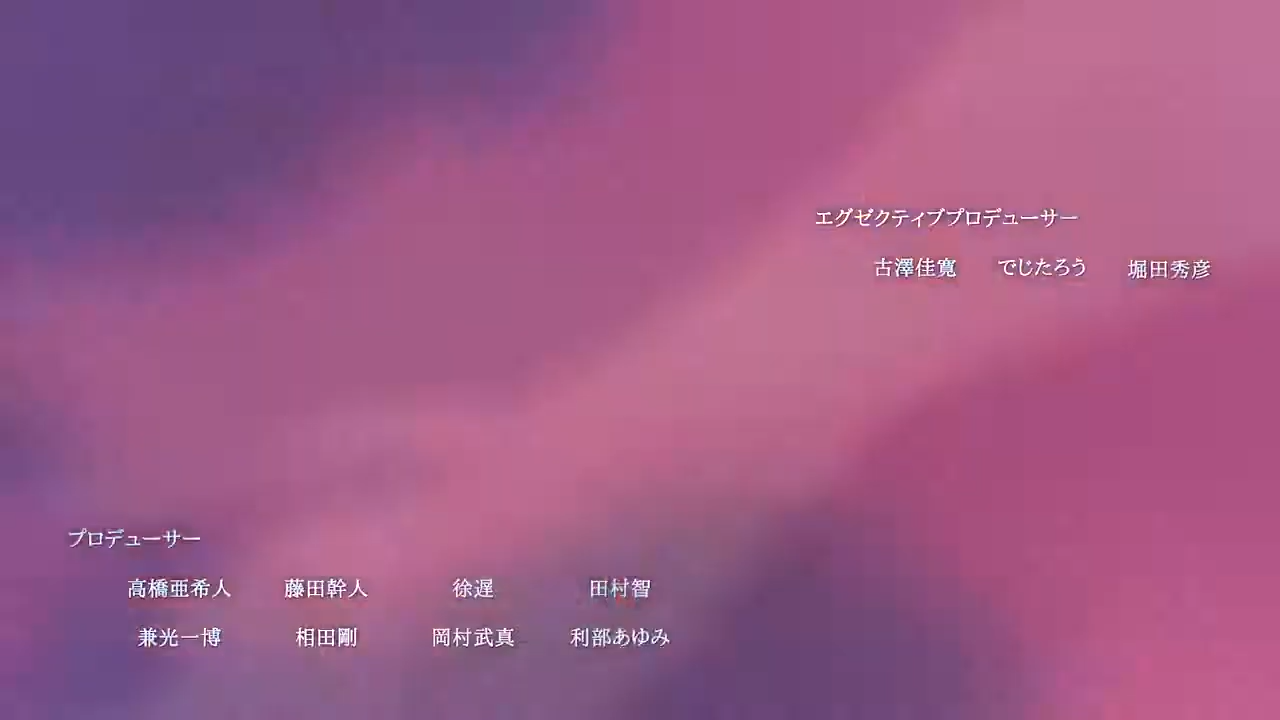 エグゼクティブプロデューサー
古澤佳寛 でじたろう 堀田秀彦
プロデューサー
高橋亜希人 藤田幹人 徐遅 田村智
兼光一博 相田剛 岡村武真 利部あゆみ